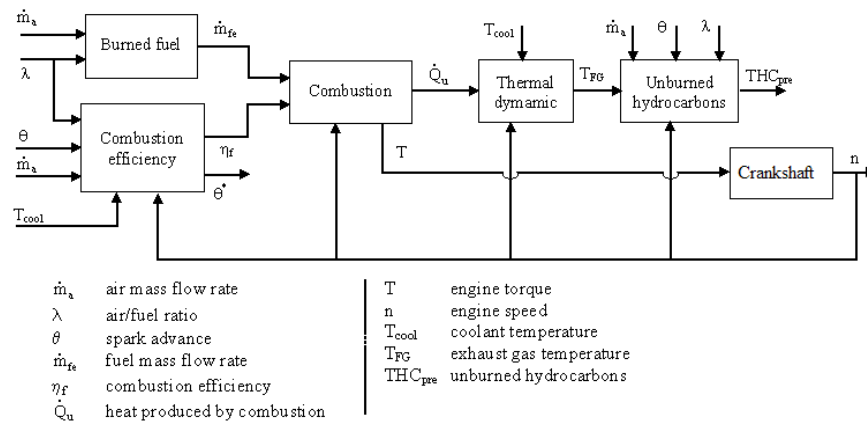 ṁa
λ
Burned fuel
ṁfe
Combustion
Q̇u
Tcool
Thermal
dymamic
TFG
ṁa θ λ
Unburned
hydrocarbons
THCpre
θ
ṁa
Tcool
Combustion
efficiency
ηf
θ*
T
Crankshaft
n
ṁa air mass flow rate
λ air/fuel ratio
θ spark advance
ṁfe fuel mass flow rate
ηf combustion efficiency
Q̇u heat produced by combustion
T engine torque
n engine speed
Tcool coolant temperature
TFG exhaust gas temperature
THCpre unburned hydrocarbons